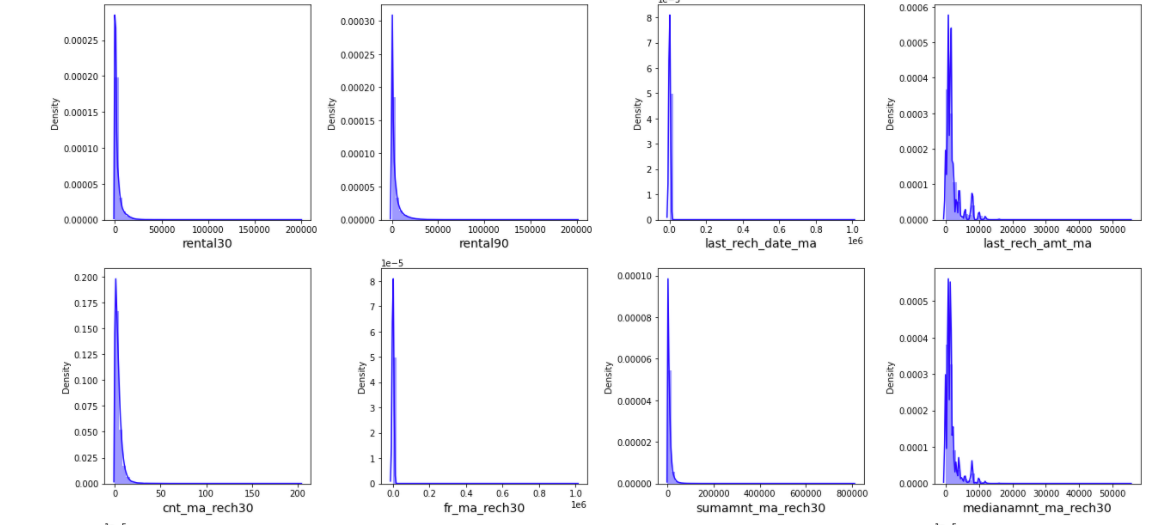 0.00025
0.00020
0.00015
0.00010
0.00005
0.00000
Density
0 50000 100000 150000 200000
rental30
0.00030
0.00025
0.00020
0.00015
0.00010
0.00005
0.00000
Density
0 50000 100000 150000 200000
rental90
8
7
6
5
4
3
2
1
0
Density
0.0 0.2 0.4 0.6 0.8 1.0
1e6
last_rech_date_ma
0.0006
0.0005
0.0004
0.0003
0.0002
0.0001
0.0000
Density
0 10000 20000 30000 40000 50000
last_rech_amt_ma
0.200
0.175
0.150
0.125
0.100
0.075
0.050
0.025
0.000
Density
0 50 100 150 200
cnt_ma_rech30
1e−5
8
7
6
5
4
3
2
1
0
Density
0.0 0.2 0.4 0.6 0.8 1.0
1e6
fr_ma_rech30
0.00010
0.00008
0.00006
0.00004
0.00002
0.00000
Density
0 200000 400000 600000 800000
sumamnt_ma_rech30
0.0005
0.0004
0.0003
0.0002
0.0001
0.0000
Density
0 10000 20000 30000 40000 50000
medianamnt_ma_rech30